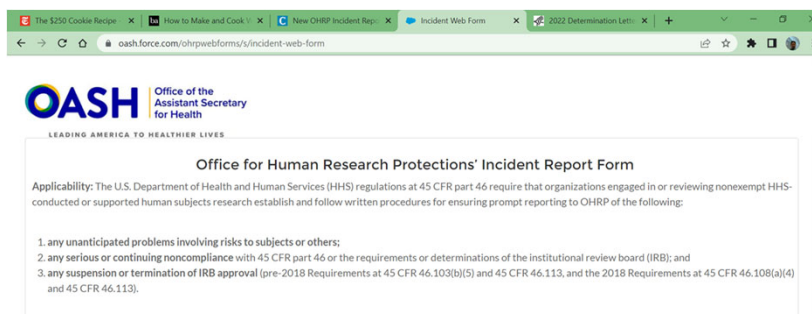 The $250 Cookie Recipe
How to Make and Cook V
New OHRP Incident Repo
Incident Web Form
2022 Determination Lette
oash.force.com/ohrpwebforms/s/incident-web-form
OASH
Office of the
Assistant Secretary
for Health
LEADING AMERICA TO HEALTHIER LIVES
Office for Human Research Protections' Incident Report Form
Applicability: The U.S. Department of Health and Human Services (HHS) regulations at 45 CFR part 46 require that organizations engaged in or reviewing nonexempt HHS-
conducted or supported human subjects research establish and follow written procedures for ensuring prompt reporting to OHRP of the following:
1. any unanticipated problems involving risks to subjects or others;
2. any serious or continuing noncompliance with 45 CFR part 46 or the requirements or determinations of the institutional review board (IRB); and
3. any suspension or termination of IRB approval (pre-2018 Requirements at 45 CFR 46.103(b)(5) and 45 CFR 46.113, and the 2018 Requirements at 45 CFR 46.108(a)(4)
and 45 CFR 46.113).